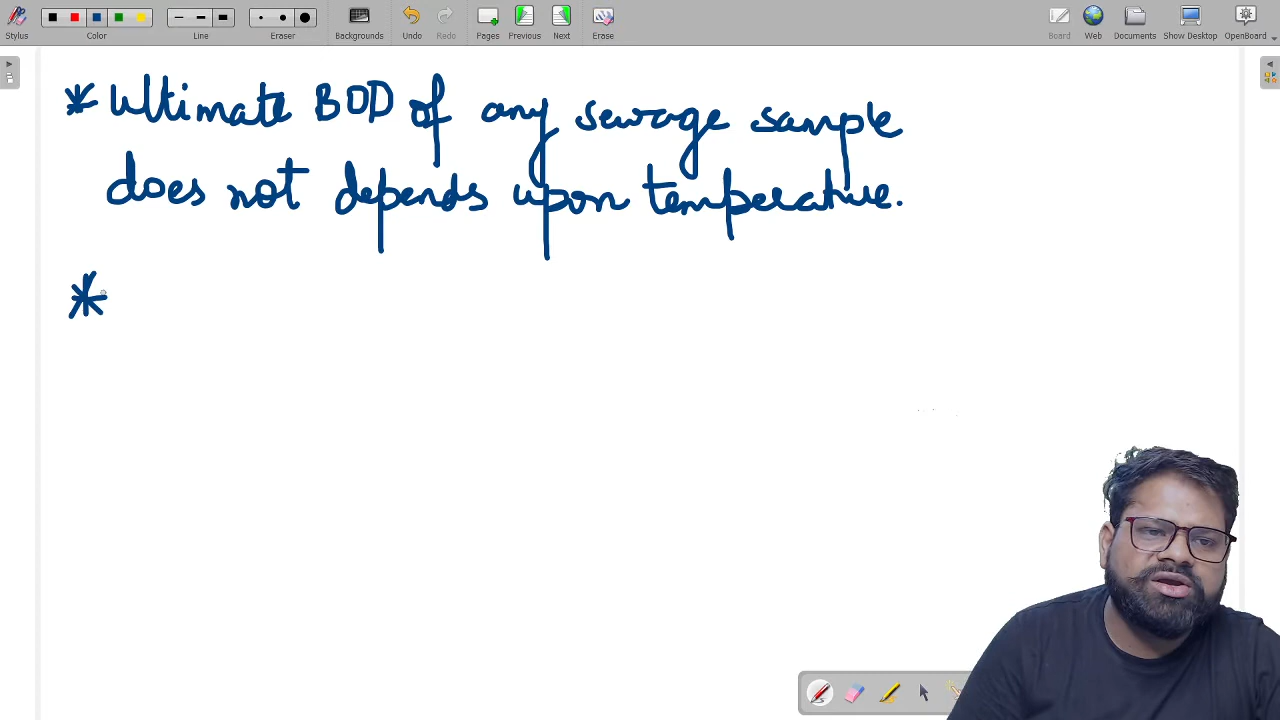 Stylus
Color
Line
Eraser
Backgrounds
Undo
Redo
Pages
Previous
Next
Erase
Board
Web
Documents
Show Desktop
OpenBoard
* Ultimate BOD of any sewage sample
does not depends upon temperature.
*